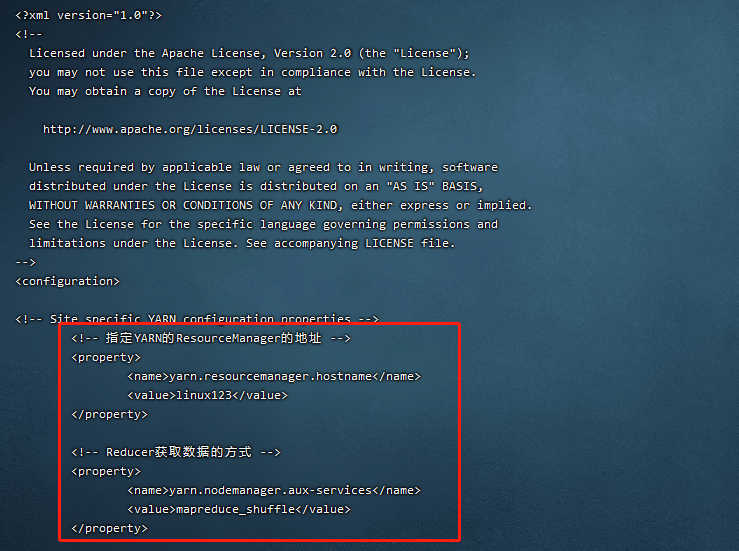 <?xml version="1.0"?>
<!--
Licensed under the Apache License, Version 2.0 (the "License");
you may not use this file except in compliance with the License.
You may obtain a copy of the License at
http://www.apache.org/licenses/LICENSE-2.0
Unless required by applicable law or agreed to in writing, software
distributed under the License is distributed on an "AS IS" BASIS,
WITHOUT WARRANTIES OR CONDITIONS OF ANY KIND, either express or implied.
See the License for the specific language governing permissions and
limitations under the License. See accompanying LICENSE file.
-->
<configuration>
<!-- Site specific YARN configuration properties -->
<!-- 指定YARN的ResourceManager的地址 -->
<property>
<name>yarn.resourcemanager.hostname</name>
<value>linux123</value>
</property>
<!-- Reducer获取数据的方式 -->
<property>
<name>yarn.nodemanager.aux-services</name>
<value>mapreduce_shuffle</value>
</property>